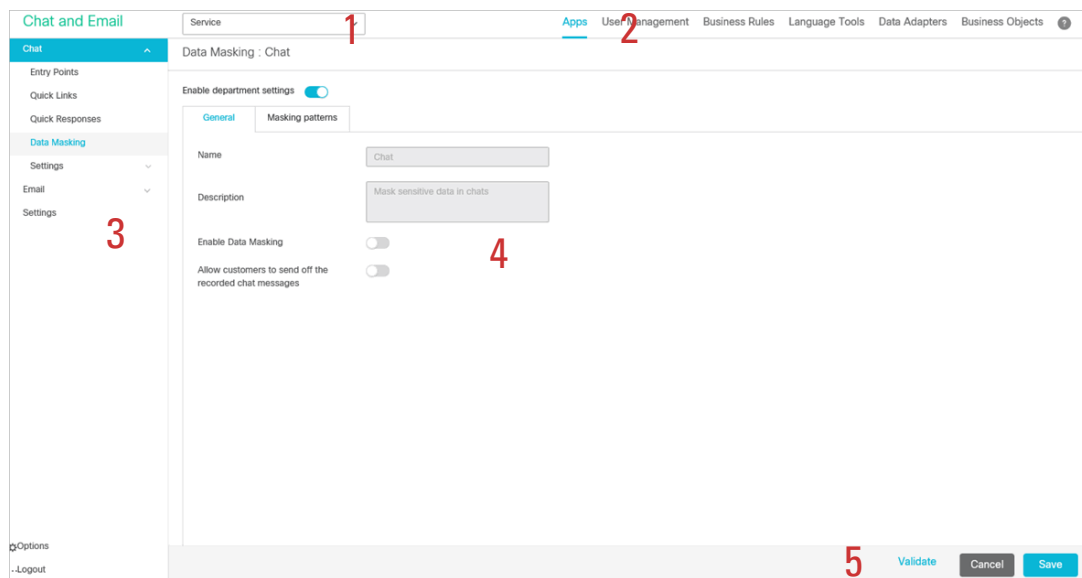 Chat and Email
Service
1
Apps
User Management
2
Business Rules
Language Tools
Data Adapters
Business Objects
?
Chat
Entry Points
Quick Links
Quick Responses
Data Masking
Settings
Email
Settings
3
Options
Logout
Data Masking : Chat
Enable department settings
General
Masking patterns
Name
Chat
Description
Mask sensitive data in chats
Enable Data Masking
4
Allow customers to send off the
recorded chat messages
5
Validate
Cancel
Save